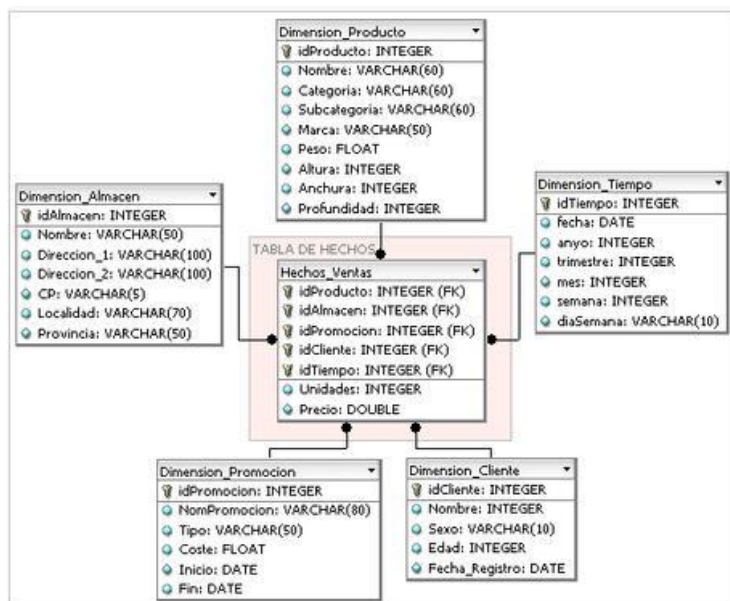 Dimension_Producto
idProducto: INTEGER
Nombre: VARCHAR(60)
Categoria: VARCHAR(60)
Subcategoria: VARCHAR(60)
Marca: VARCHAR(50)
Peso: FLOAT
Altura: INTEGER
Anchura: INTEGER
Profundidad: INTEGER
Dimension_Almacen
idAlmacen: INTEGER
Nombre: VARCHAR(50)
Direccion_1: VARCHAR(100)
Direccion_2: VARCHAR(100)
CP: VARCHAR(5)
Localidad: VARCHAR(70)
Provincia: VARCHAR(50)
Dimension_Tiempo
idTiempo: INTEGER
fecha: DATE
anyo: INTEGER
trimestre: INTEGER
mes: INTEGER
semana: INTEGER
diaSemana: VARCHAR(10)
TABLA DE HECHOS
Hechos_Ventas
idProducto: INTEGER (FK)
idAlmacen: INTEGER (FK)
idPromocion: INTEGER (FK)
idCliente: INTEGER (FK)
idTiempo: INTEGER (FK)
Unidades: INTEGER
Precio: DOUBLE
Dimension_Promocion
idPromocion: INTEGER
NomPromocion: VARCHAR(80)
Tipo: VARCHAR(50)
Coste: FLOAT
Inicio: DATE
Fin: DATE
Dimension_Cliente
idCliente: INTEGER
Nombre: INTEGER
Sexo: VARCHAR(10)
Edad: INTEGER
Fecha_Registro: DATE